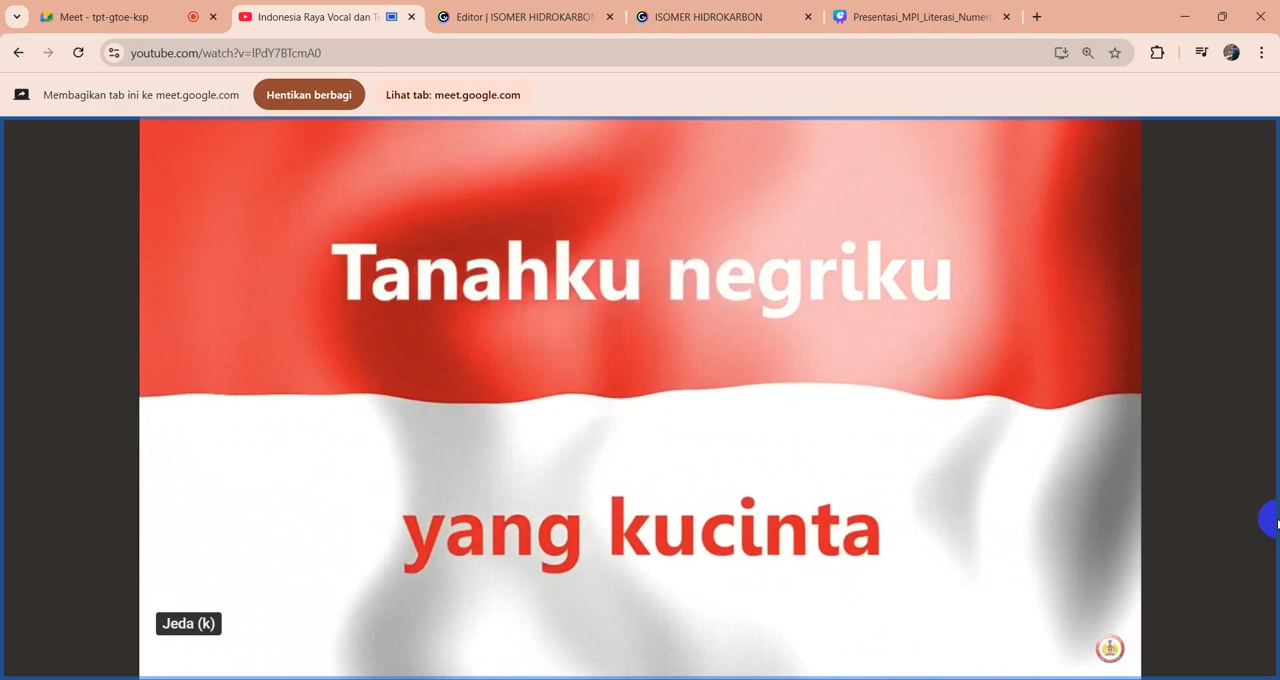 Meet - tpt-gtoe-ksp
Indonesia Raya Vocal dan T
Editor | ISOMER HIDROKARBON
ISOMER HIDROKARBON
Presentasi_MPI_Literasi_Numer
youtube.com/watch?v=lPdY7BTcmA0
Membagikan tab ini ke meet.google.com
Hentikan berbagi
Lihat tab: meet.google.com
Tanahku negriku
yang kucinta
Jeda (k)